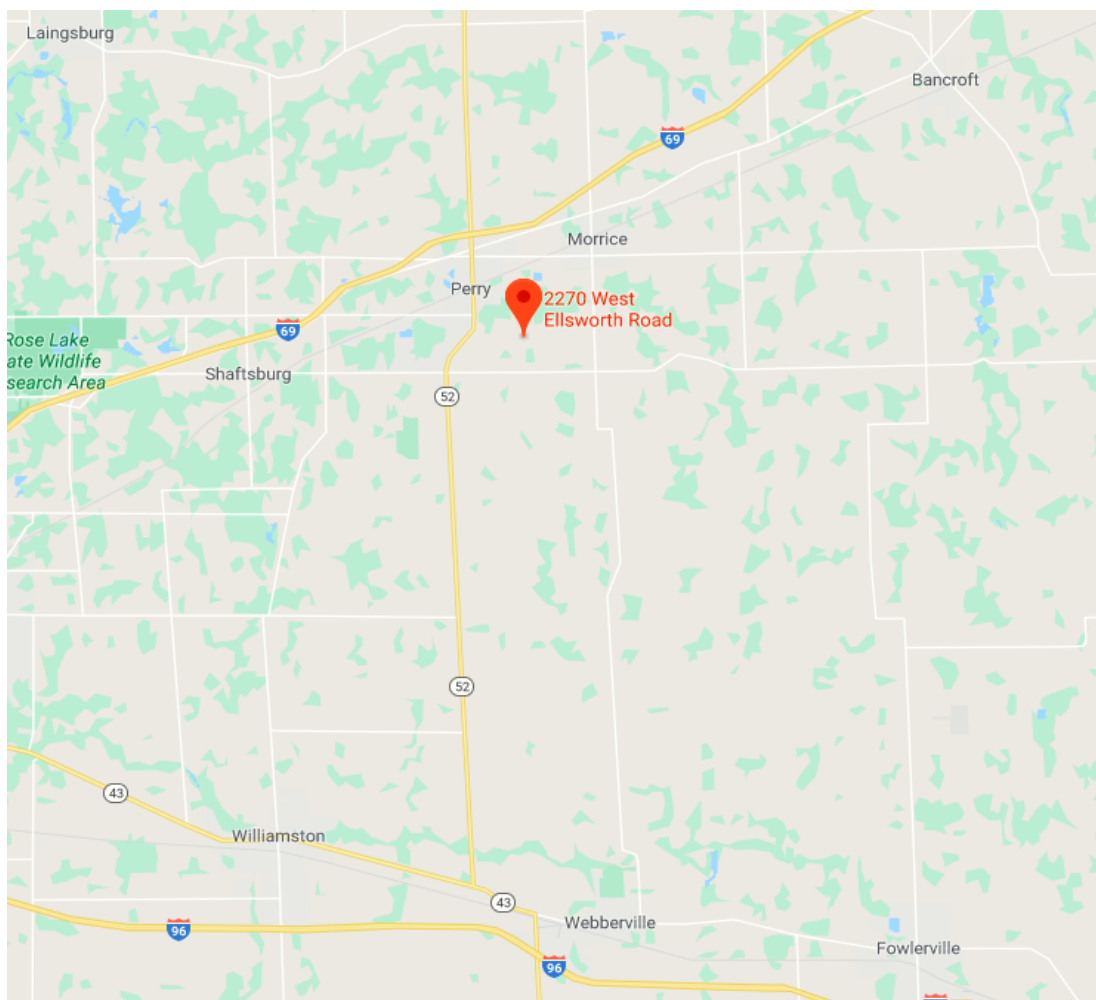 Laingsburg
Bancroft
69
Morrice
Perry
2270 West
Ellsworth Road
69
Rose Lake
ate Wildlife
search Area
Shaftsburg
52
52
43
Williamston
43
Webberville
96
Fowlerville
96